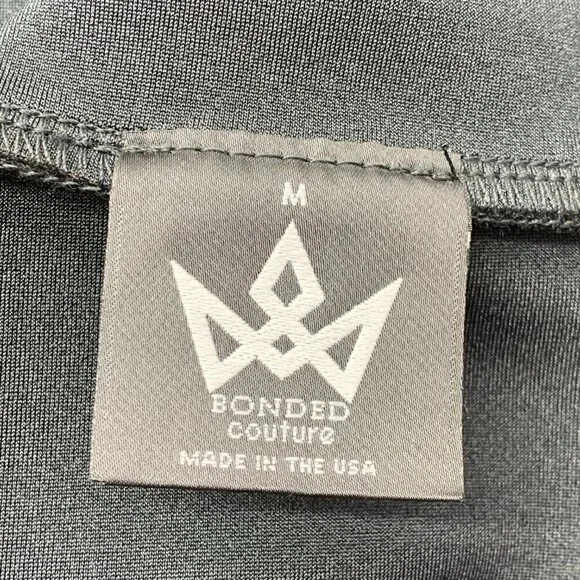 M
BONDED
couture
MADE IN THE USA